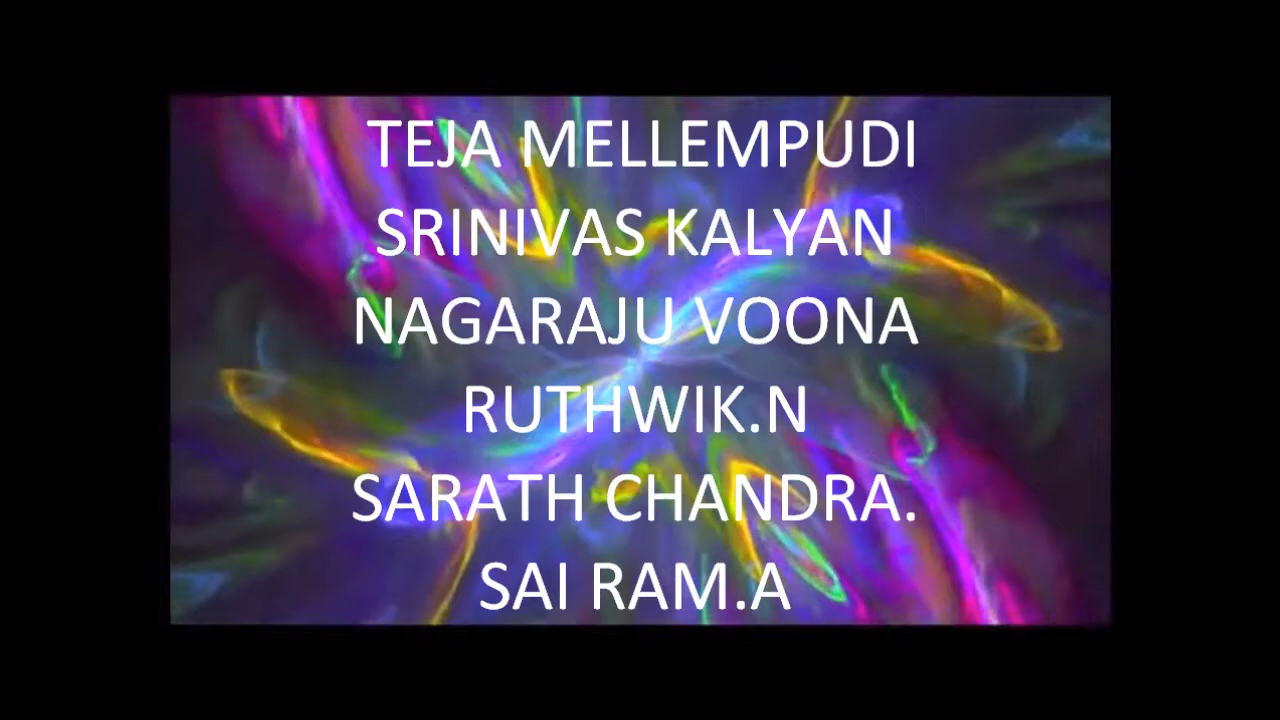 TEJA MELLEMPUDI
SRINIVAS KALYAN
NAGARAJU VOONA
RUTHWIK.N
SARATH CHANDRA.
SAI RAM.A